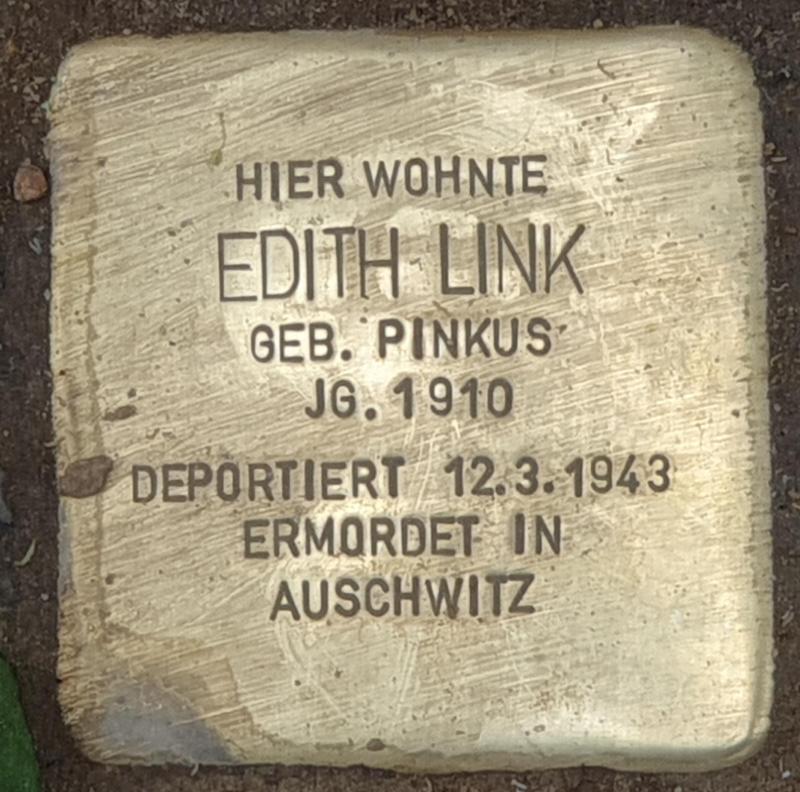 HIER WOHNTE
EDITH LINK
GEB. PINKUS
JG. 1910
DEPORTIERT 12.3.1943
ERMORDET IN
AUSCHWITZ